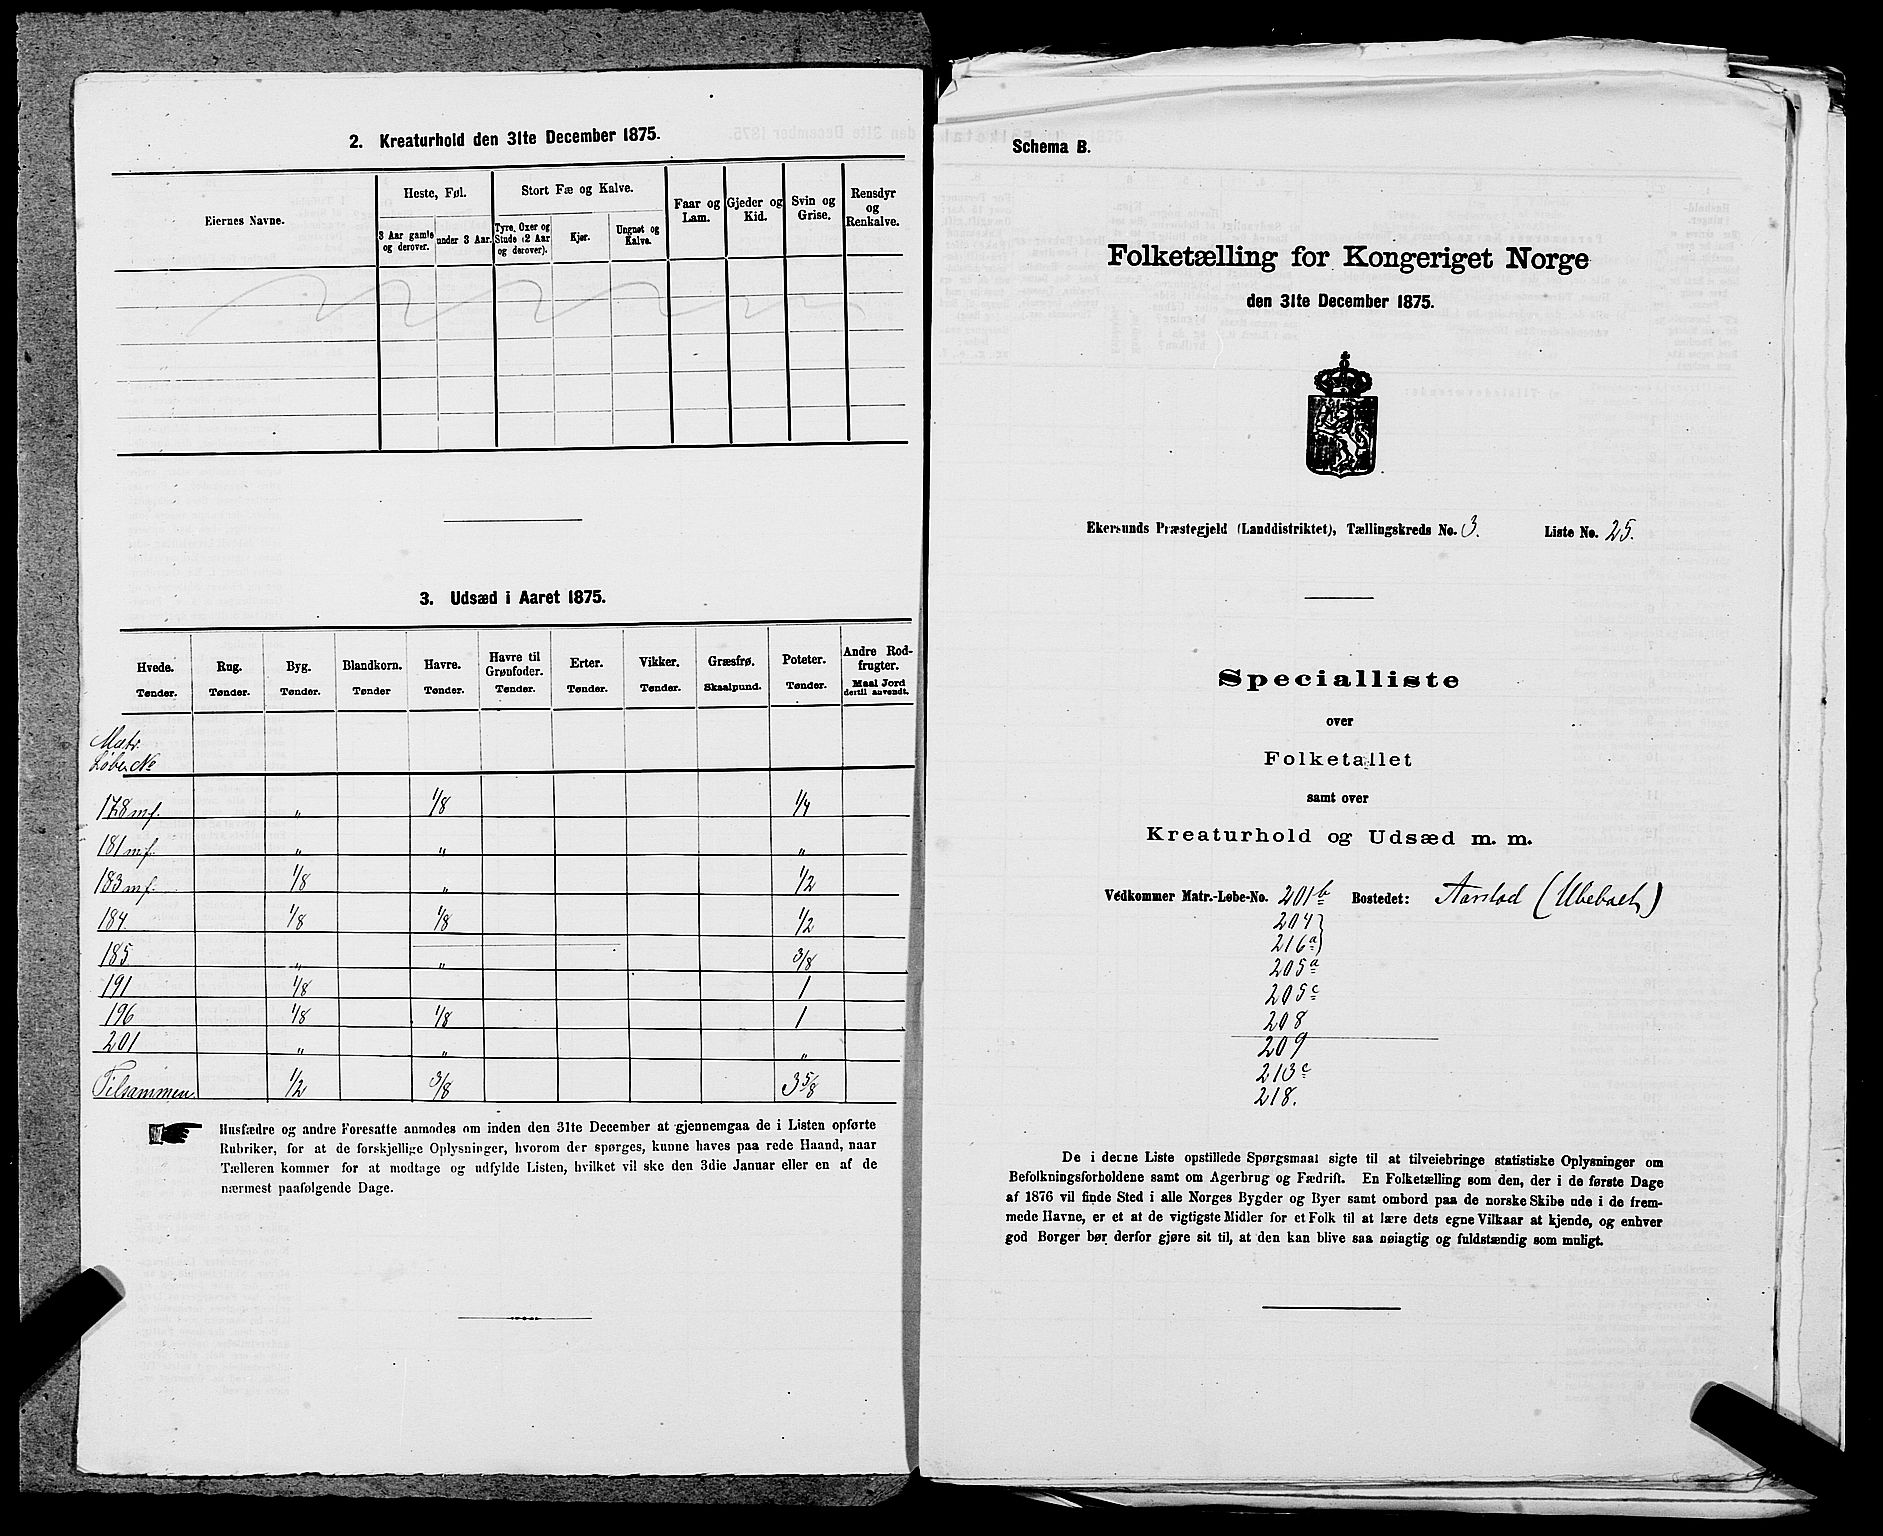 2. Kreaturhold den 31te December 1875.
Eiernes Navne.
Heste, Føl.
3 Aar gamle og derover.
under 3 Aar.
Stort Fæ og Kalve.
Tyre, Oxer og Stude (2 Aar og derover).
Kjør.
Ungnøt og Kalve.
Faar og Lam.
Gjeder og Kid.
Svin og Grise.
Rensdyr og Renkalve.
3. Udsæd i Aaret 1875.
Hvede. Rug. Byg. Blandkorn. Havre. Havre til Grønfoder. Erter. Vikker. Græsfrø. Poteter. Andre Rodfrugter.
Tønder. Tønder. Tønder. Tønder Tønder. Tønder. Tønder. Tønder. Skaalpund. Tønder. Maal Jord dertil anvendt.
Matr.
Løbe No
178 mf. " 1/8 1/4
181 mf. " " "
183 mf. 1/8 " 1/2
184. 1/8 1/8 1/2
185 " " 3/8
191 1/8 1
196 1/8 1/8 1
201 " " "
Tilsammen. 1/2 3/8 3 5/8
Husfædre og andre Foresatte anmodes om inden den 31te December at gjennemgaa de i Listen opførte
Rubriker, for at de forskjellige Oplysninger, hvorom der spørges, kunne haves paa rede Haand, naar
Tælleren kommer for at modtage og udfylde Listen, hvilket vil ske den 3die Januar eller en af de
nærmest paafølgende Dage.
Schema B.
Folketælling for Kongeriget Norge
den 31te December 1875.
Ekersunds Præstegjeld (Landdistriktet), Tællingskreds No. 3. Liste No. 25.
Specialliste
over
Folketallet
samt over
Kreaturhold og Udsæd m. m.
Vedkommer Matr.-Løbe-No. 201 b Bostedet: Aarstad (Ubeboet)
204
216 a
205 a
205 c
208
209
213 c
218.
De i denne Liste opstillede Spørgsmaal sigte til at tilveiebringe statistiske Oplysninger om
Befolkningsforholdene samt om Agerbrug og Fædrift. En Folketælling som den, der i de første Dage
af 1876 vil finde Sted i alle Norges Bygder og Byer samt ombord paa de norske Skibe ude i de frem-
mede Havne, er et at de vigtigste Midler for et Folk til at lære dets egne Vilkaar at kjende, og enhver
god Borger bør derfor gjøre sit til, at den kan blive saa nøiagtig og fuldstændig som muligt.